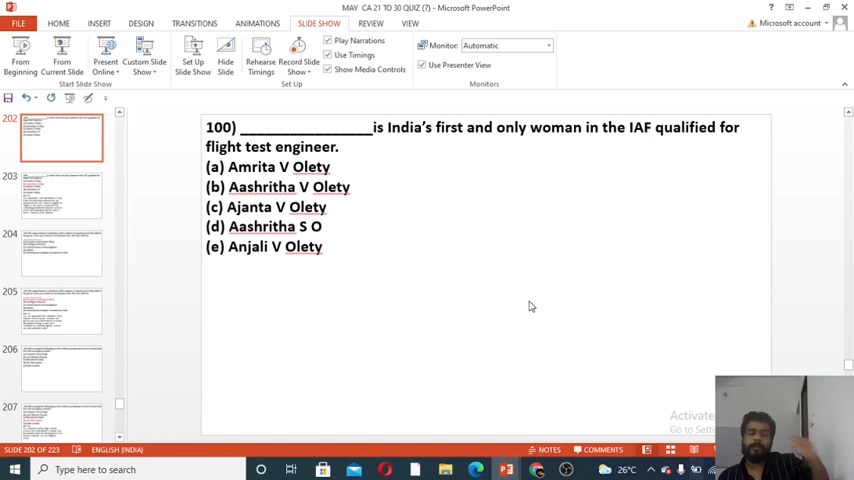 MAY CA 21 TO 30 QUIZ (7) - Microsoft PowerPoint
FILE HOME INSERT DESIGN TRANSITIONS ANIMATIONS SLIDE SHOW REVIEW VIEW Microsoft account
From Beginning
From Current Slide
Present Online
Custom Slide Show
Start Slide Show
Set Up Slide Show
Hide Slide
Rehearse Timings
Record Slide Show
Play Narrations
Use Timings
Show Media Controls
Set Up
Monitor: Automatic
Use Presenter View
Monitors
202
203
204
205
206
207
100) _________________is India's first and only woman in the IAF qualified for
flight test engineer.
(a) Amrita V Olety
(b) Aashritha V Olety
(c) Ajanta V Olety
(d) Aashritha S O
(e) Anjali V Olety
Activate
Go to
SLIDE 202 OF 223 ENGLISH (INDIA) NOTES COMMENTS
Type here to search 26°C